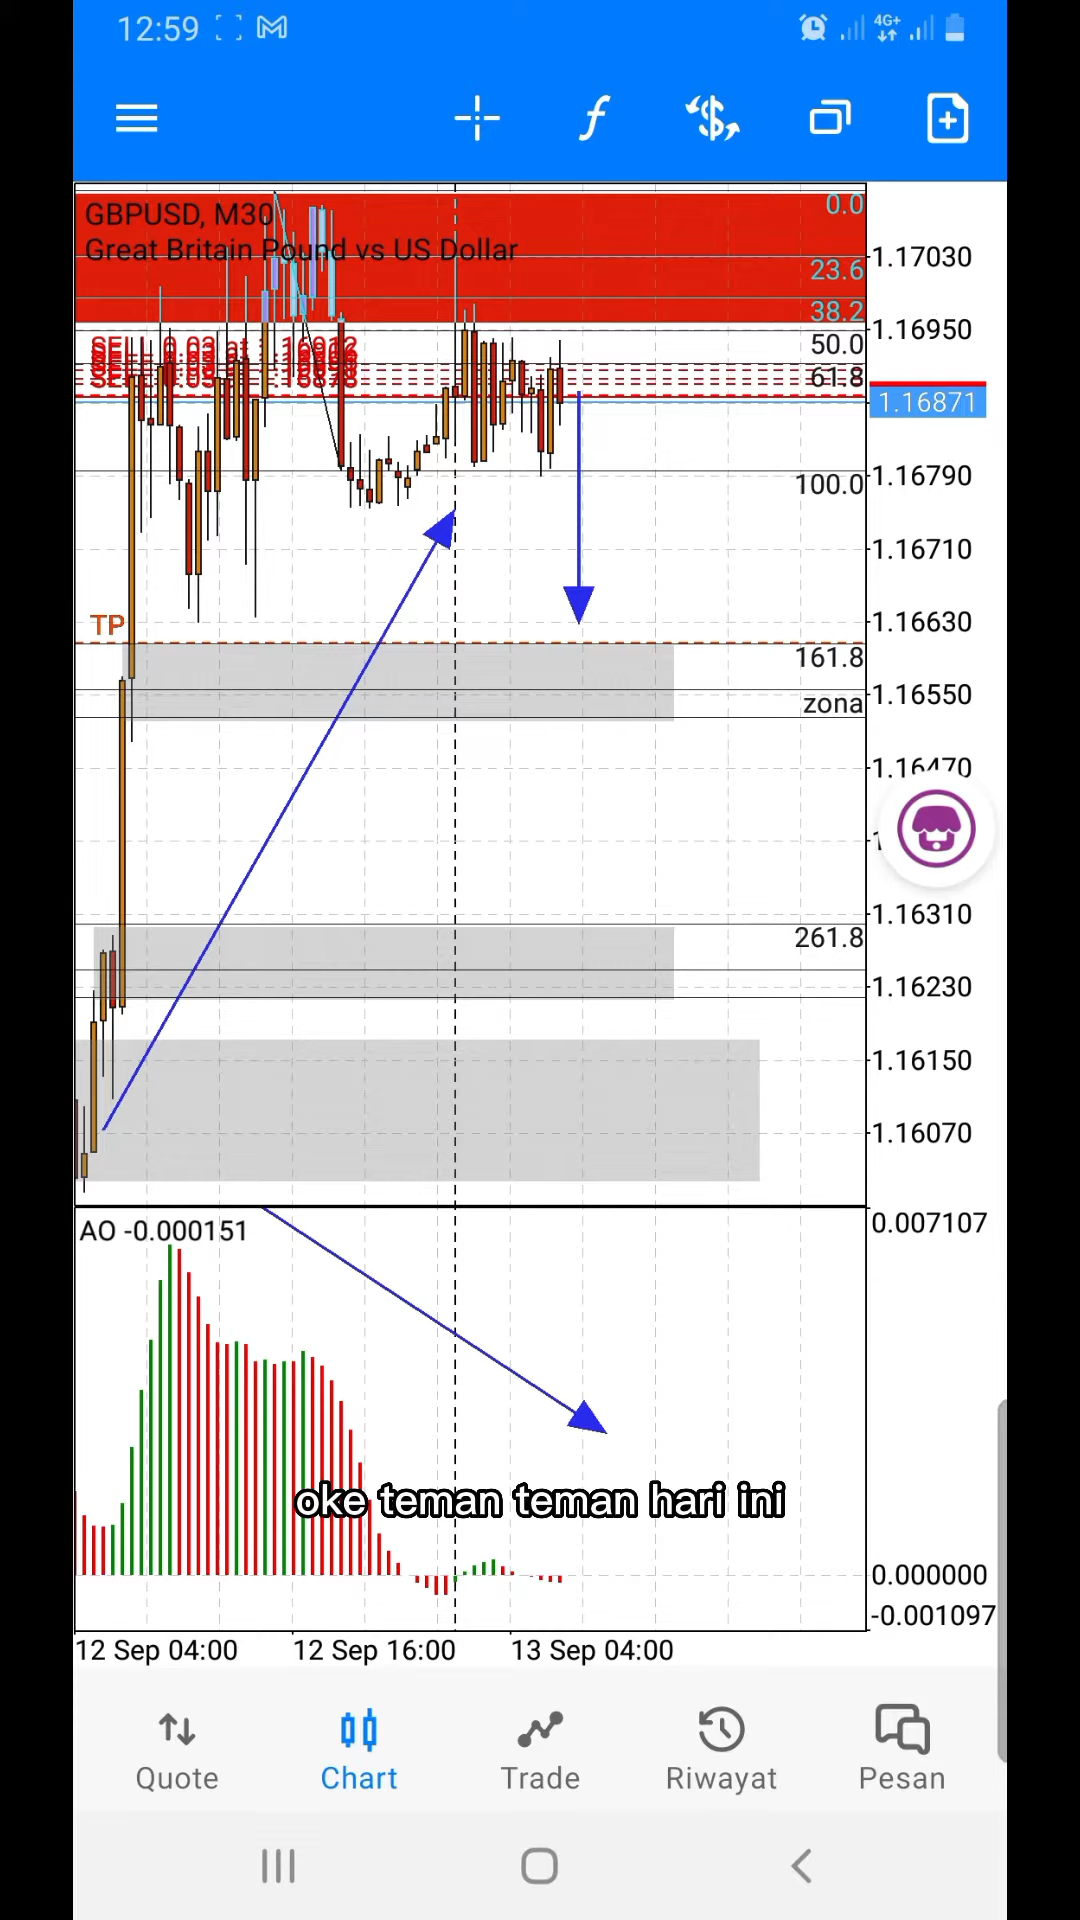 12:59
4G+
GBPUSD, M30
Great Britain Pound vs US Dollar
0.0
23.6
38.2
50.0
61.8
100.0
161.8
zona
261.8
TP
1.17030
1.16950
1.16871
1.16790
1.16710
1.16630
1.16550
1.16470
1.16310
1.16230
1.16150
1.16070
AO -0.000151
0.007107
oke teman teman hari ini
0.000000
-0.001097
12 Sep 04:00
12 Sep 16:00
13 Sep 04:00
Quote
Chart
Trade
Riwayat
Pesan